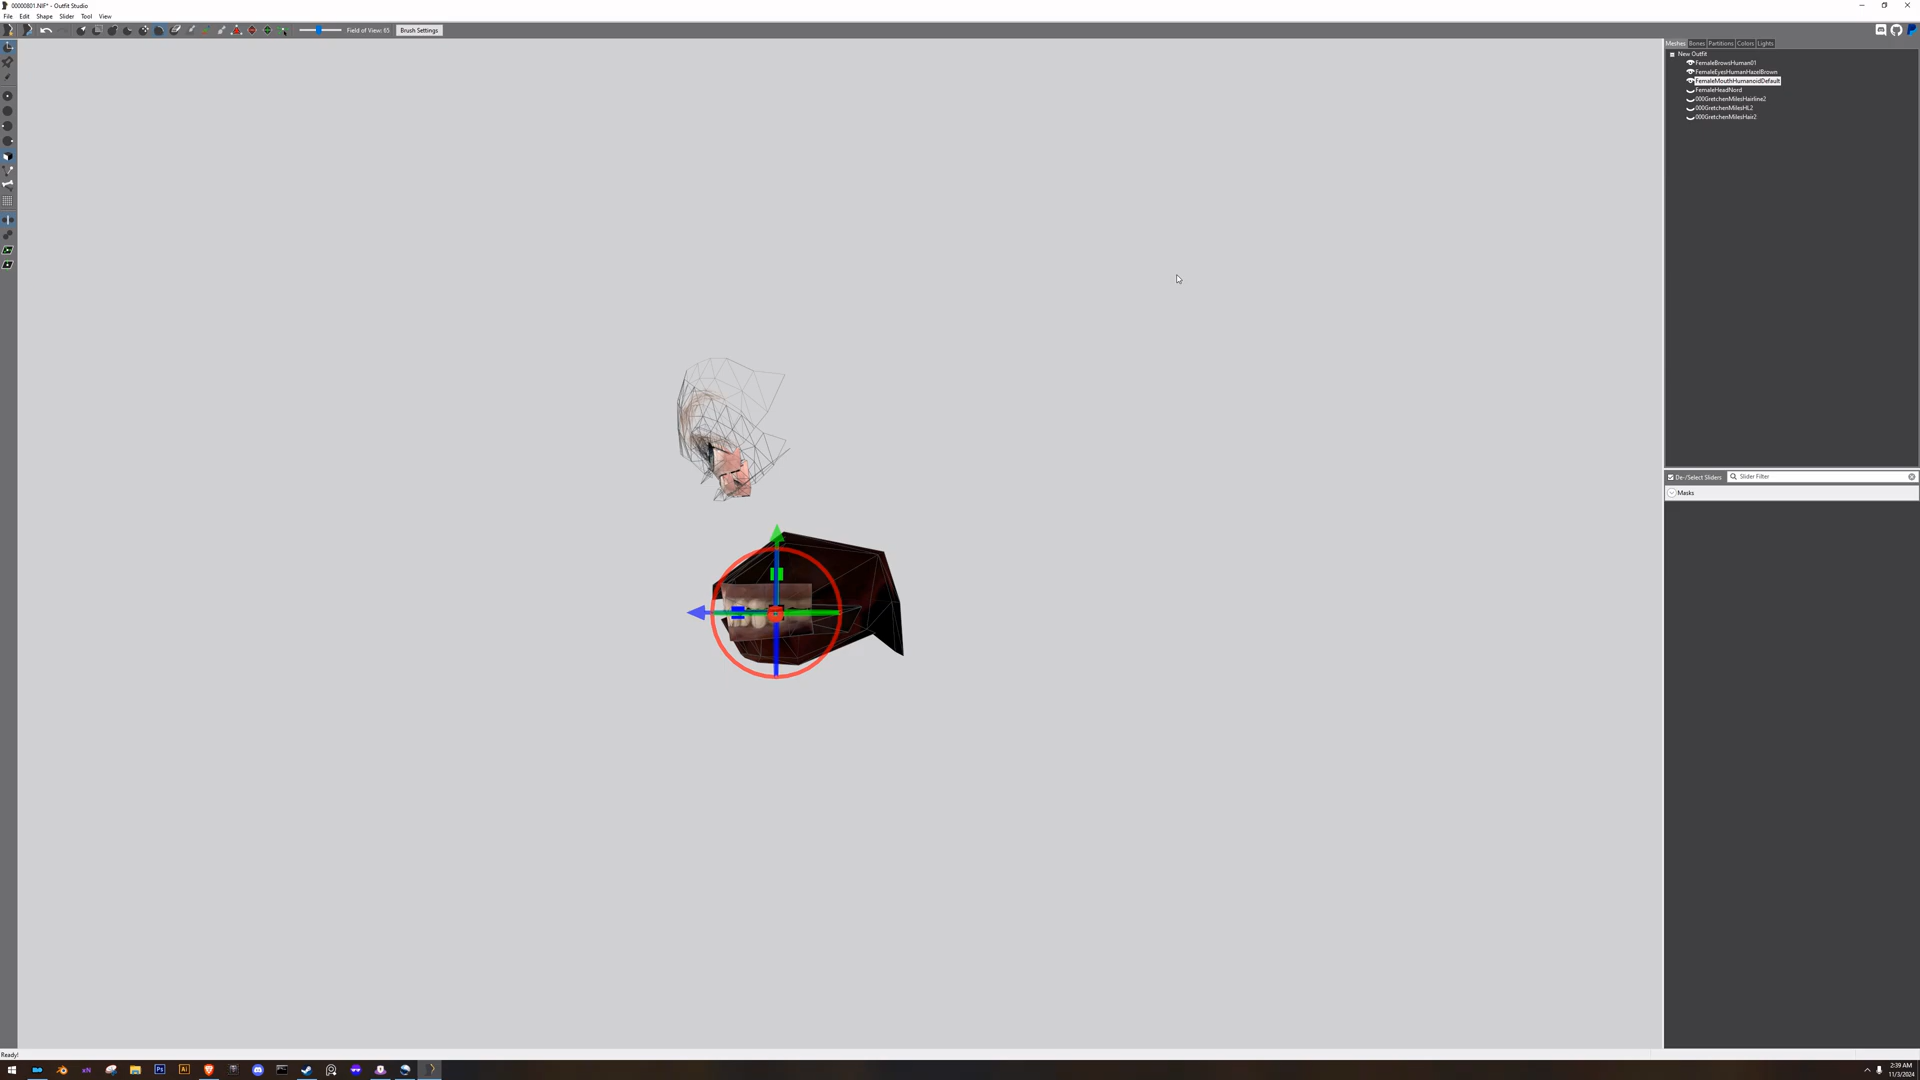 00000801.NIF* - Outfit Studio
File Edit Shape Slider Tool View
Field of View: 65 Brush Settings
Meshes Bones Partitions Colors Lights
New Outfit
FemaleBrowsHuman01
FemaleEyesHumanHazelBrown
FemaleMouthHumanoidDefault
FemaleHeadNord
000GretchenMilesHairline2
000GretchenMilesHL2
000GretchenMilesHair2
De-/Select Sliders Slider Filter
Masks
Ready!
2:39 AM
11/3/2024